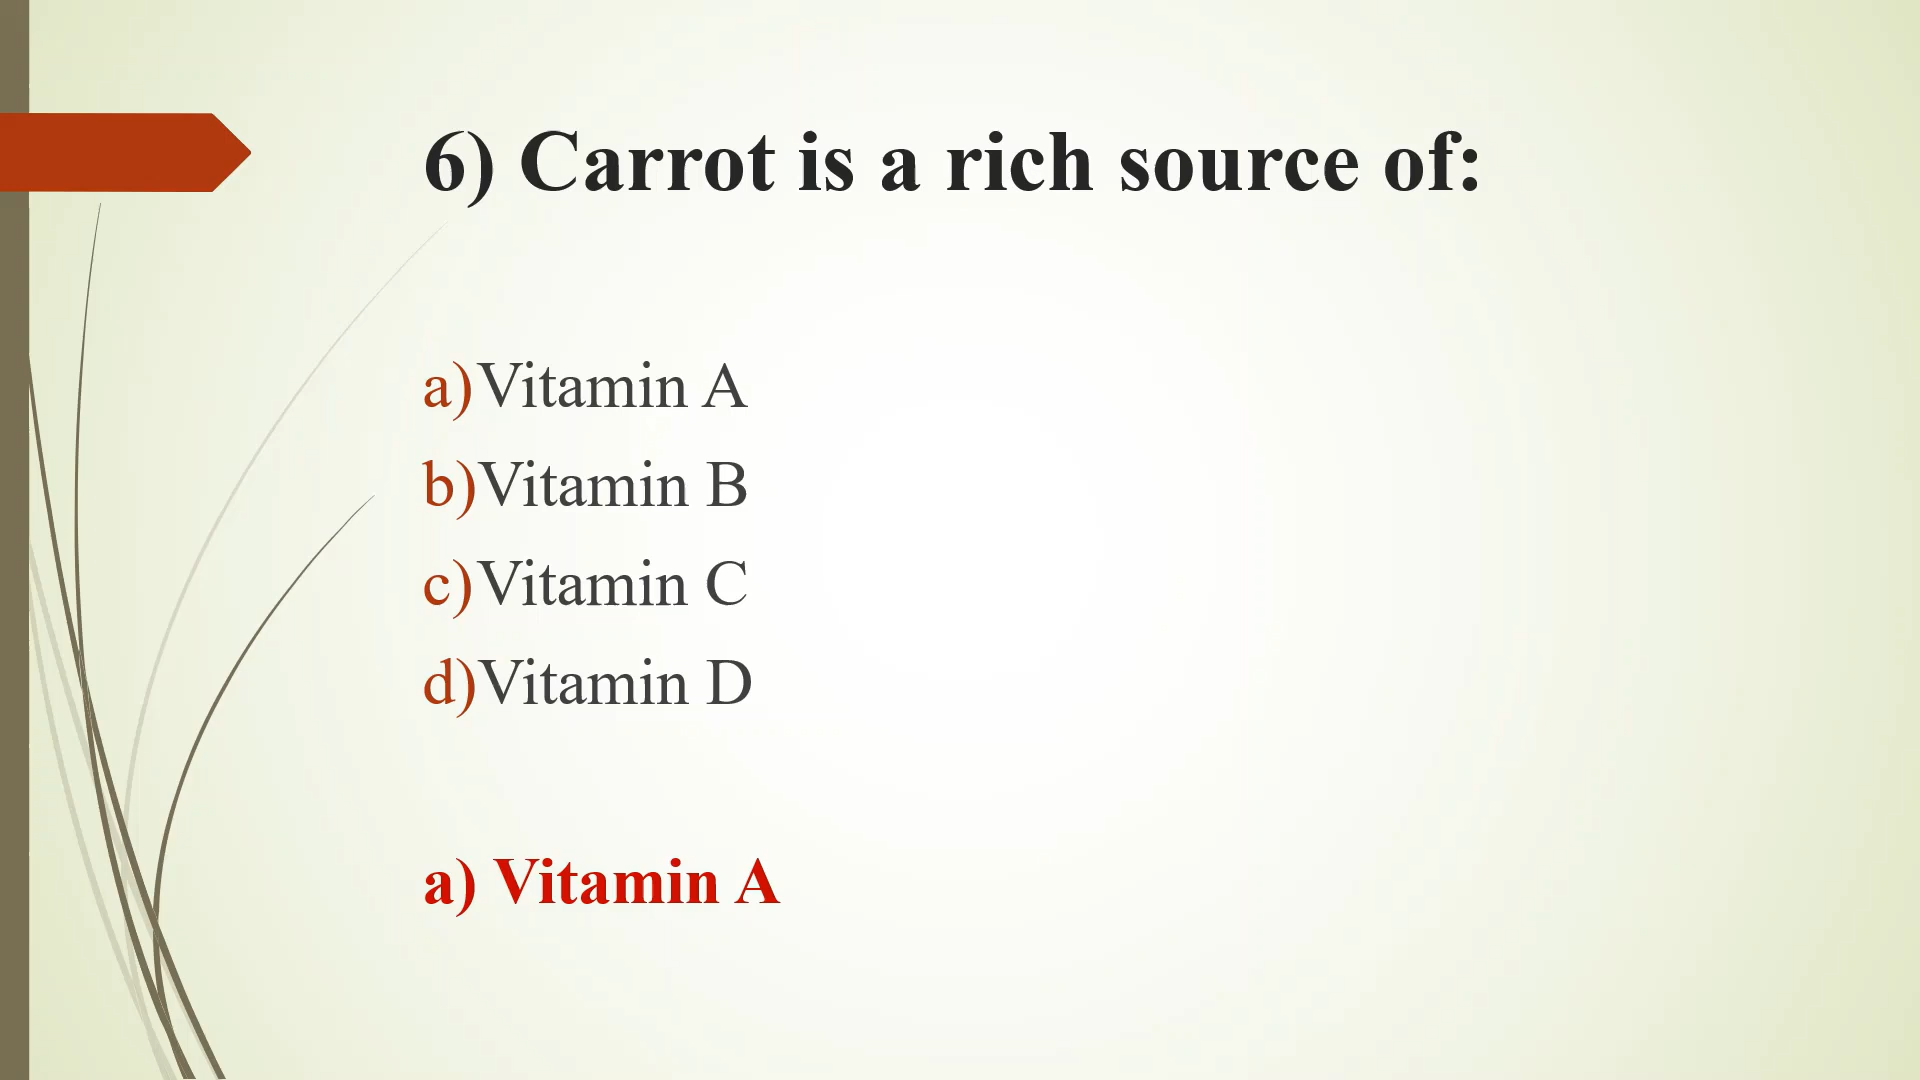 6) Carrot is a rich source of:
a) Vitamin A
b) Vitamin B
c) Vitamin C
d) Vitamin D
a) Vitamin A